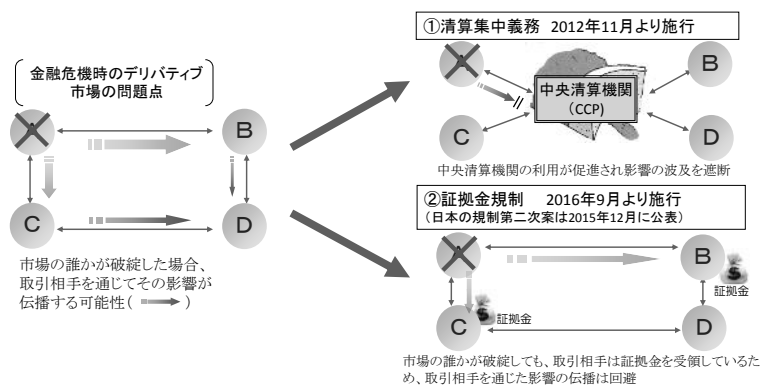 金融危機時のデリバティブ
市場の問題点
A
B
C
D
市場の誰かが破綻した場合、
取引相手を通じてその影響が
伝播する可能性( )
①清算集中義務 2012年11月より施行
A
B
中央清算機関
(CCP)
C
D
中央清算機関の利用が促進され影響の波及を遮断
②証拠金規制 2016年9月より施行
(日本の規制第二次案は2015年12月に公表)
A
B
$
証拠金
C
$
証拠金
D
市場の誰かが破綻しても、取引相手は証拠金を受領しているた
め、取引相手を通じた影響の伝播は回避